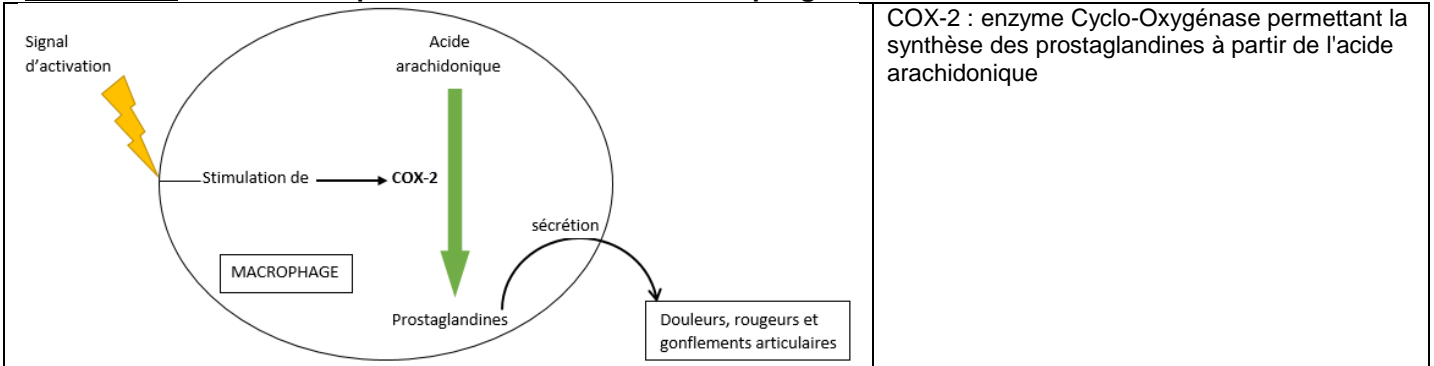 COX-2 : enzyme Cyclo-Oxygénase permettant la
synthèse des prostaglandines à partir de l'acide
arachidonique
Signal
d'activation
Acide
arachidonique
Stimulation de
COX-2
sécrétion
MACROPHAGE
Prostaglandines
Douleurs, rougeurs et
gonflements articulaires